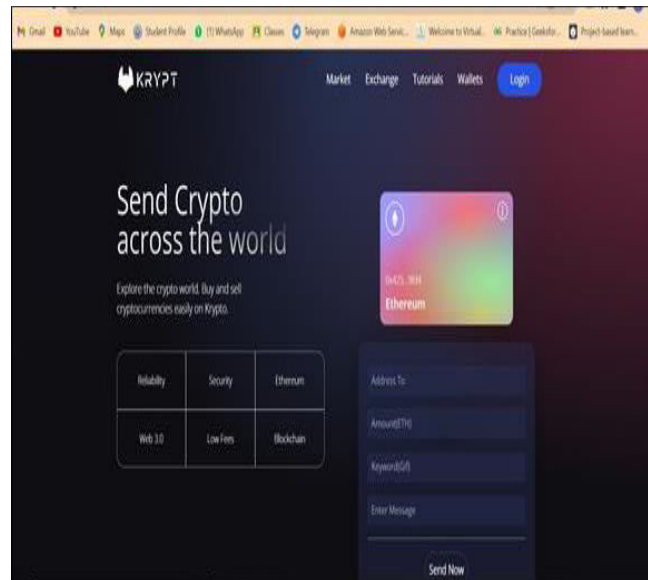 Gmail YouTube Maps Student Profile (1) WhatsApp Classes Telegram Amazon Web Servic... Welcome to Virtual... Practice | Geeksfor... Project-based learn...
KRYPT Market Exchange Tutorials Wallets Login
Send Crypto
across the world
Explore the crypto world. Buy and sell
cryptocurrencies easily on Krypto.
Ethereum
Reliability Security Ethereum
Web 3.0 Low Fees Blockchain
Address To
Amount(ETH)
Keyword(Gif)
Enter Message
Send Now